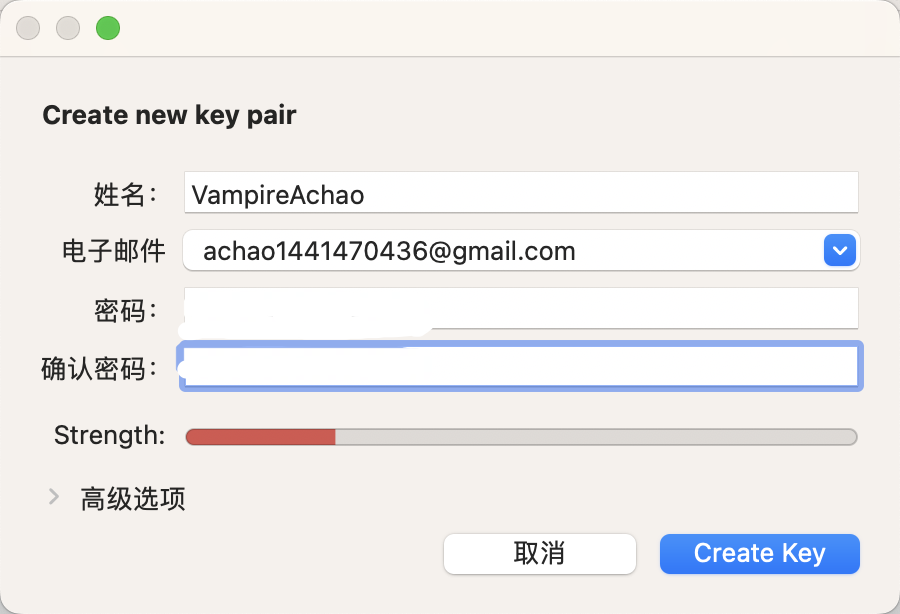 Create new key pair
姓名： VampireAchao
电子邮件 achao1441470436@gmail.com
密码：
确认密码：
Strength:
高级选项
取消 Create Key